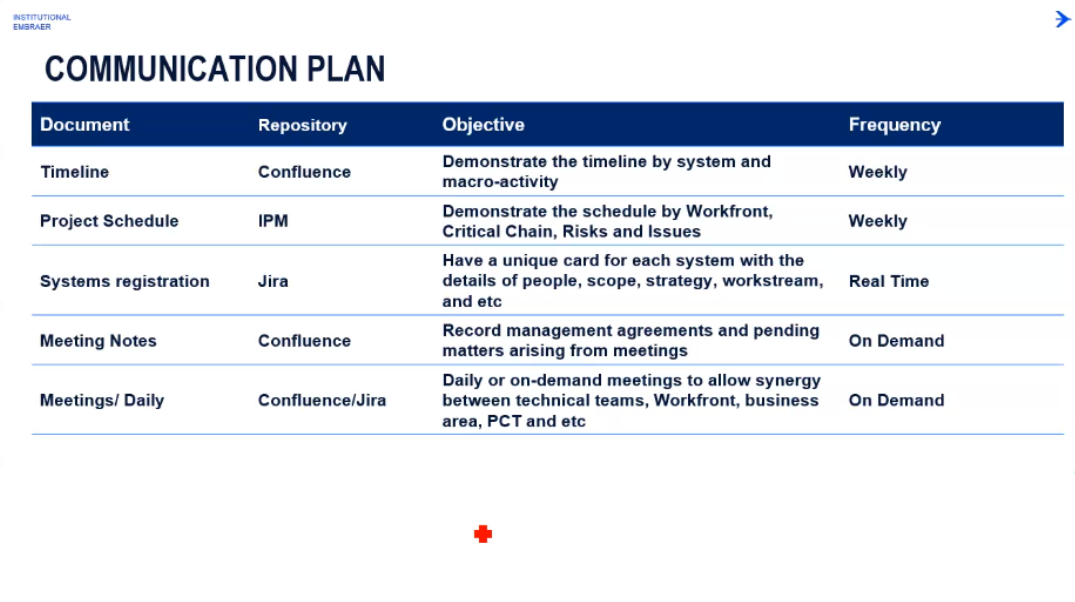 INSTITUTIONAL
EMBRAER
COMMUNICATION PLAN
Document Repository Objective Frequency
Timeline Confluence Demonstrate the timeline by system and
macro-activity Weekly
Project Schedule IPM Demonstrate the schedule by Workfront,
Critical Chain, Risks and Issues Weekly
Systems registration Jira Have a unique card for each system with the
details of people, scope, strategy, workstream,
and etc Real Time
Meeting Notes Confluence Record management agreements and pending
matters arising from meetings On Demand
Meetings/ Daily Confluence/Jira Daily or on-demand meetings to allow synergy
between technical teams, Workfront, business
area, PCT and etc On Demand